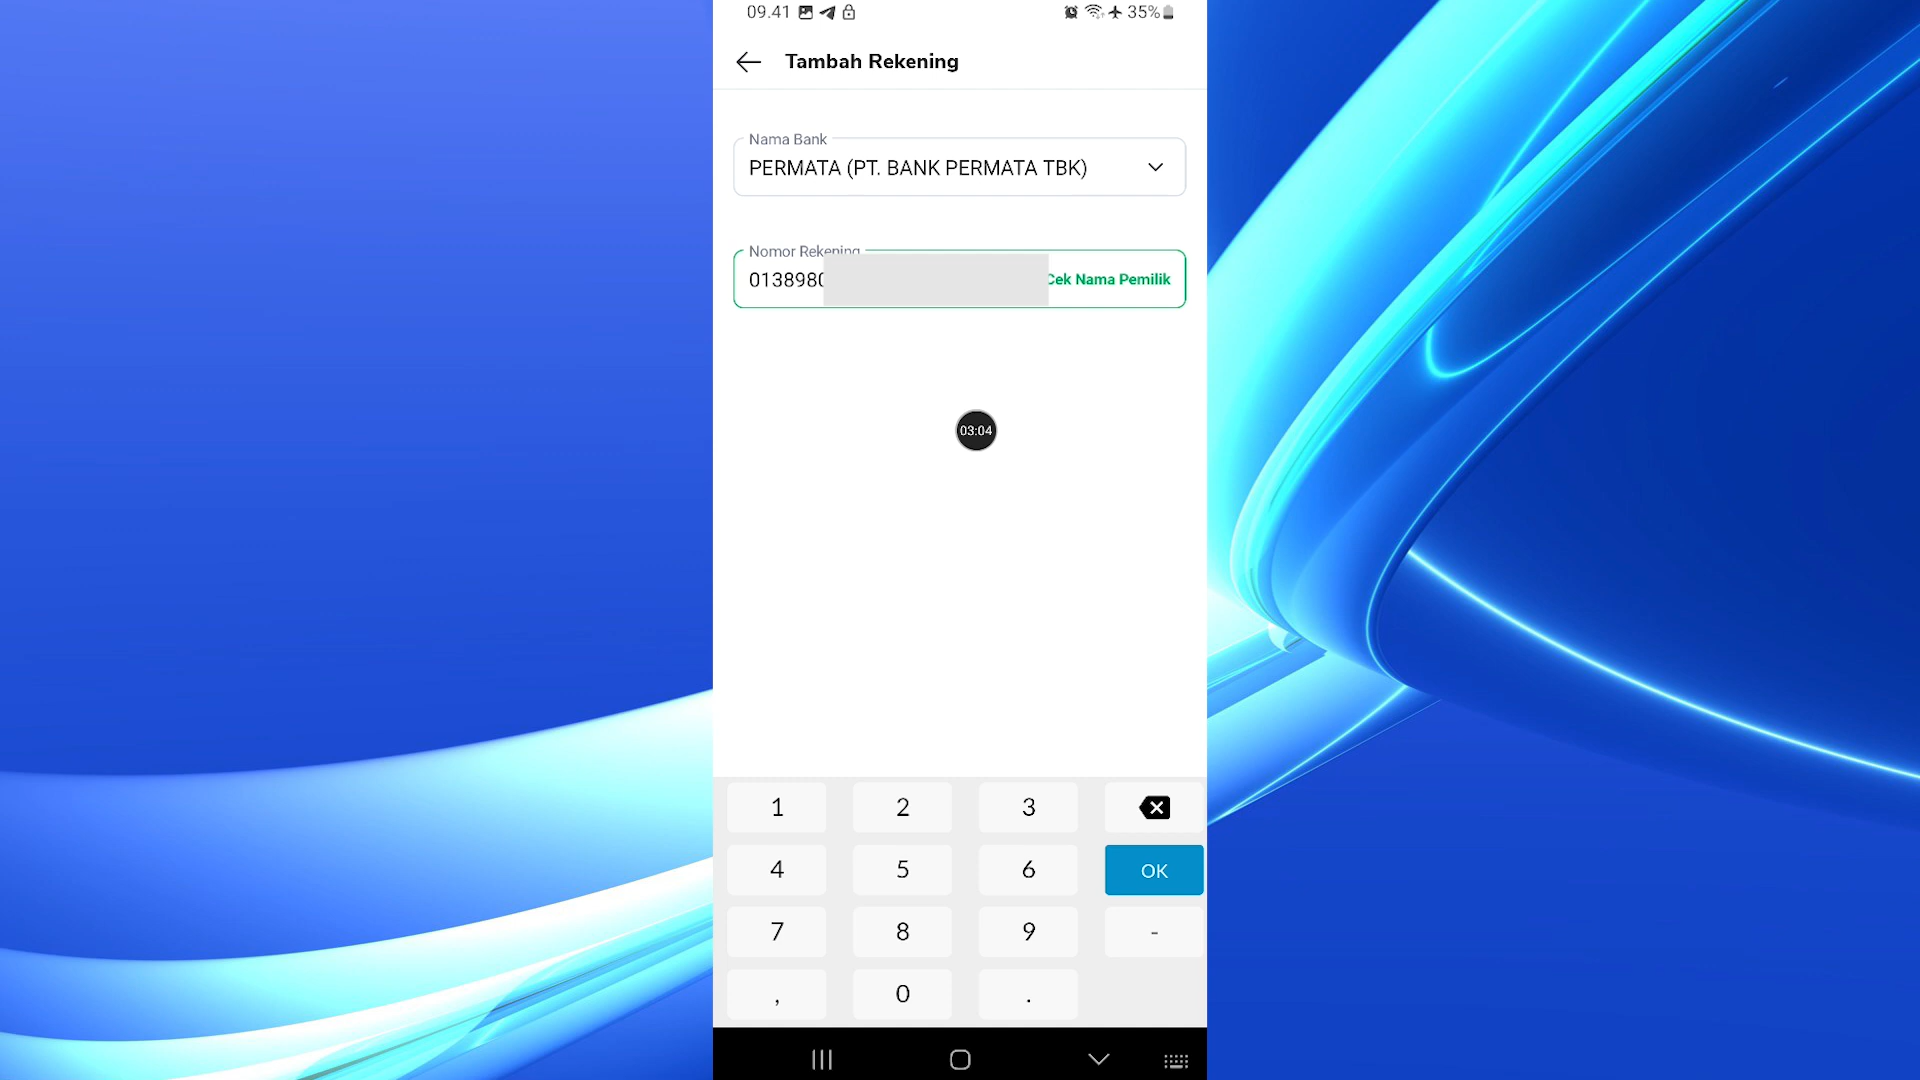 09.41 35%
Tambah Rekening
Nama Bank
PERMATA (PT. BANK PERMATA TBK)
Nomor Rekening
0138980 Cek Nama Pemilik
03:04
1 2 3
4 5 6 OK
7 8 9 -
, 0 .